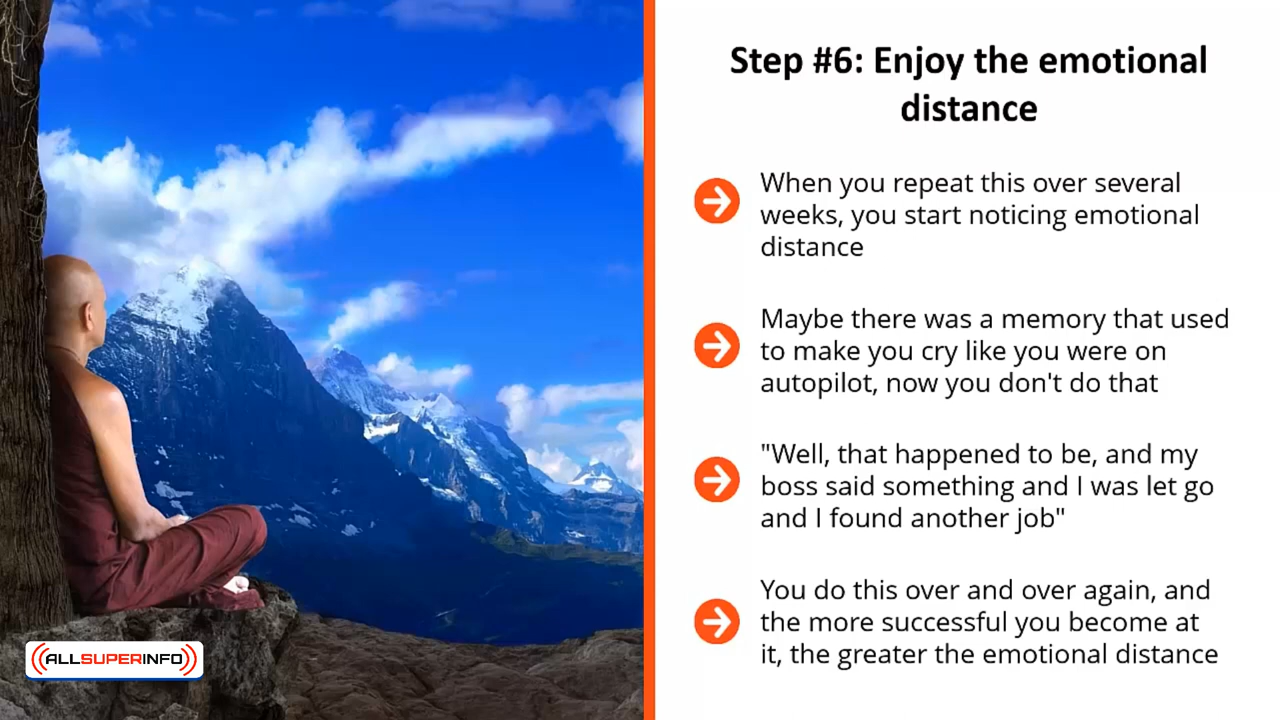 Step #6: Enjoy the emotional
distance
When you repeat this over several
weeks, you start noticing emotional
distance
Maybe there was a memory that used
to make you cry like you were on
autopilot, now you don't do that
"Well, that happened to be, and my
boss said something and I was let go
and I found another job"
You do this over and over again, and
the more successful you become at
it, the greater the emotional distance
ALLSUPERINFO